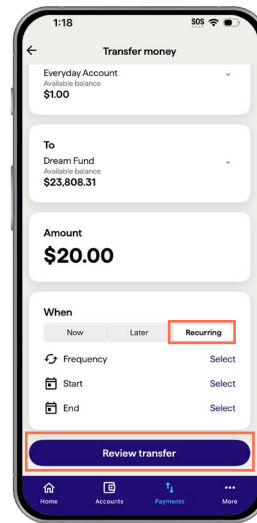 1:18 SOS
Transfer money
Everyday Account
Available balance
$1.00
To
Dream Fund
Available balance
$23,808.31
Amount
$20.00
When
Now Later Recurring
Frequency Select
Start Select
End Select
Review transfer
Home Accounts Payments More